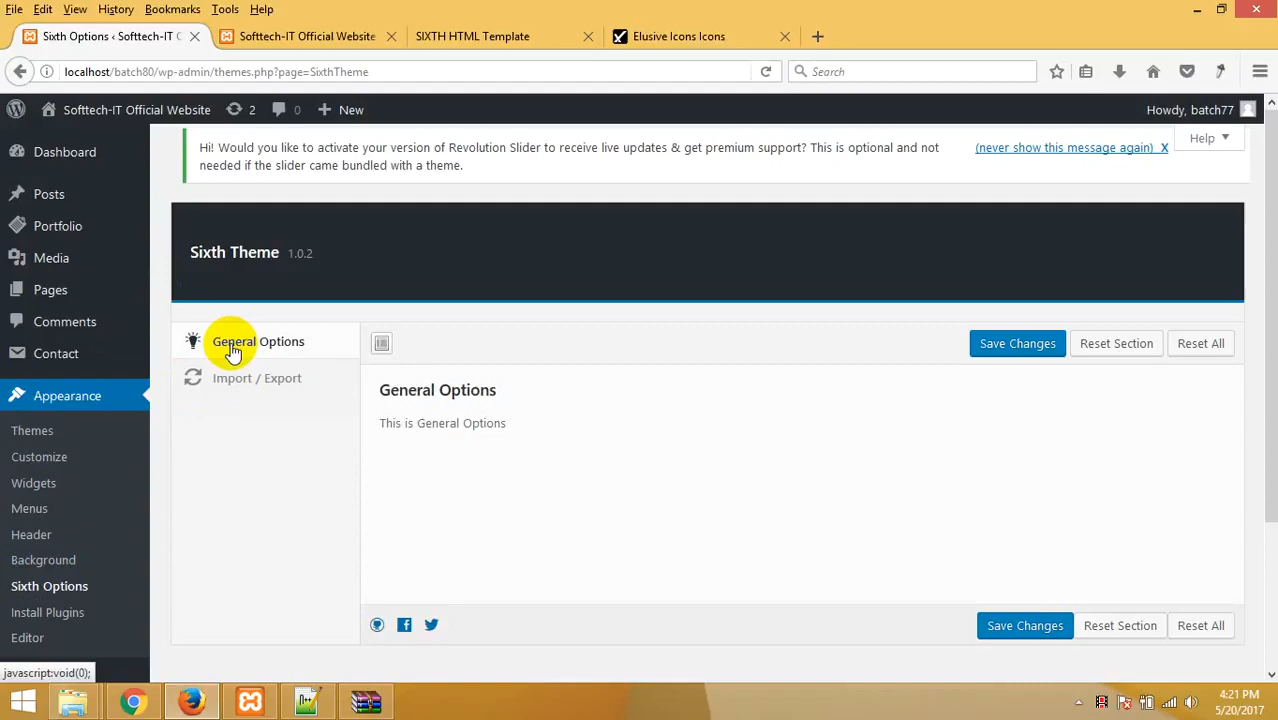 File Edit View History Bookmarks Tools Help
Sixth Options ‹ Softtech-IT O
Softtech-IT Official Website
SIXTH HTML Template
Elusive Icons Icons
localhost/batch80/wp-admin/themes.php?page=SixthTheme
Search
Softtech-IT Official Website 2 0 New
Howdy, batch77
Help
Hi! Would you like to activate your version of Revolution Slider to receive live updates & get premium support? This is optional and not
needed if the slider came bundled with a theme.
(never show this message again) X
Dashboard
Posts
Portfolio
Media
Pages
Comments
Contact
Appearance
Themes
Customize
Widgets
Menus
Header
Background
Sixth Options
Install Plugins
Editor
Sixth Theme 1.0.2
General Options
Import / Export
Save Changes Reset Section Reset All
General Options
This is General Options
Save Changes Reset Section Reset All
javascript:void(0);
4:21 PM
5/20/2017